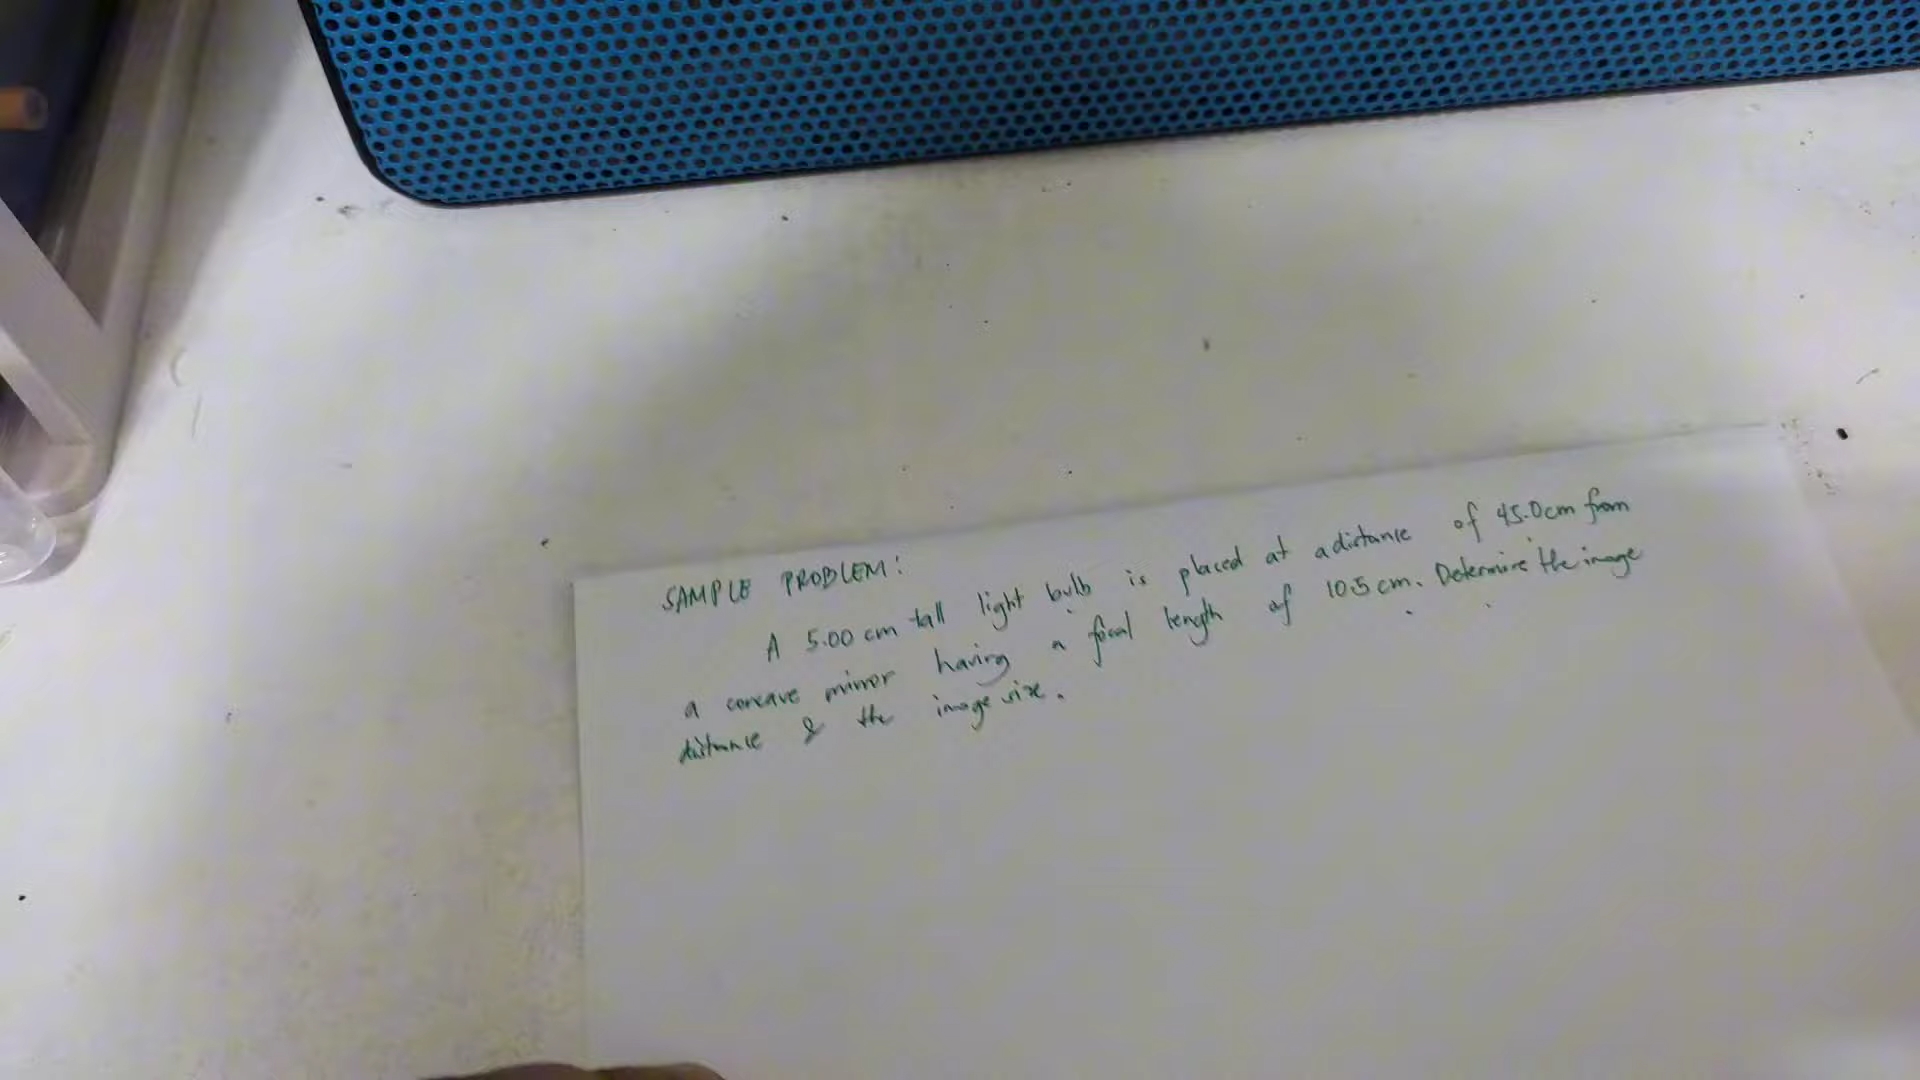 SAMPLE PROBLEM:
A 5.00 cm tall light bulb is placed at a distance of 45.0cm from
a concave mirror having a focal length of 10.5 cm. Determine the image
distance & the image size.